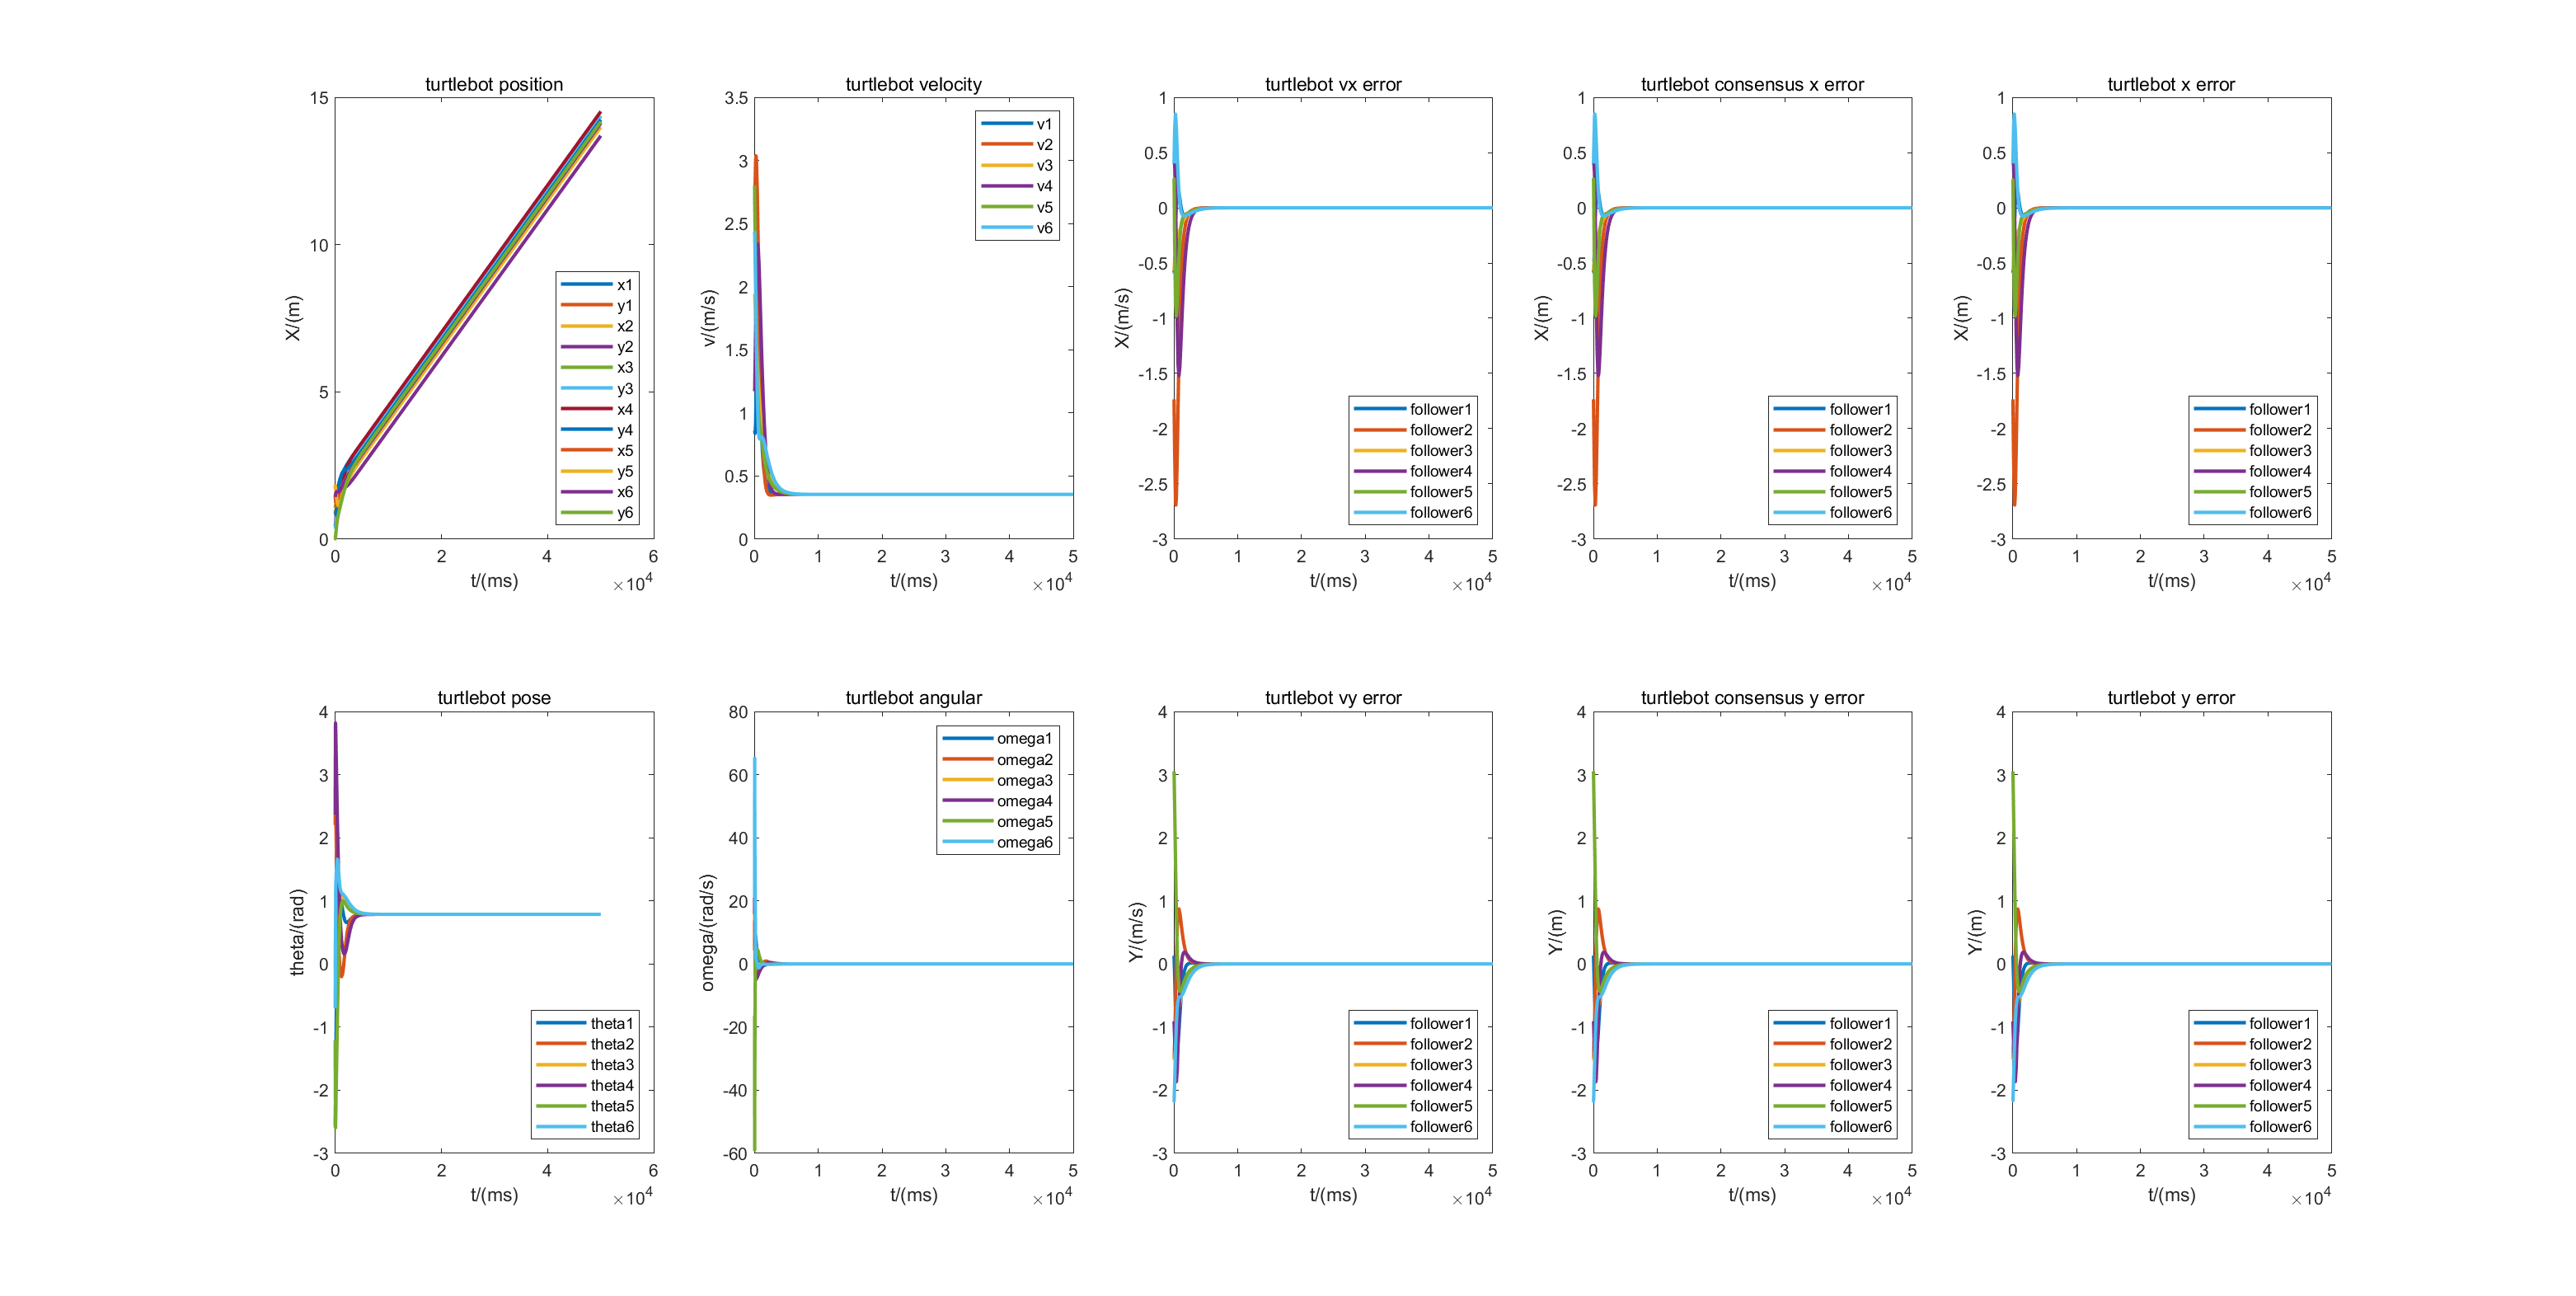 turtlebot position
15
10
5
0
X/(m)
0 2 4 6
t/(ms)
×10^4
x1
y1
x2
y2
x3
y3
x4
y4
x5
y5
x6
y6
turtlebot velocity
3.5
3
2.5
2
1.5
1
0.5
0
v/(m/s)
0 1 2 3 4 5
t/(ms)
×10^4
v1
v2
v3
v4
v5
v6
turtlebot vx error
1
0.5
0
-0.5
-1
-1.5
-2
-2.5
-3
X/(m/s)
0 1 2 3 4 5
t/(ms)
×10^4
follower1
follower2
follower3
follower4
follower5
follower6
turtlebot consensus x error
1
0.5
0
-0.5
-1
-1.5
-2
-2.5
-3
X/(m)
0 1 2 3 4 5
t/(ms)
×10^4
follower1
follower2
follower3
follower4
follower5
follower6
turtlebot x error
1
0.5
0
-0.5
-1
-1.5
-2
-2.5
-3
X/(m)
0 1 2 3 4 5
t/(ms)
×10^4
follower1
follower2
follower3
follower4
follower5
follower6
turtlebot pose
4
3
2
1
0
-1
-2
-3
theta/(rad)
0 2 4 6
t/(ms)
×10^4
theta1
theta2
theta3
theta4
theta5
theta6
turtlebot angular
80
60
40
20
0
-20
-40
-60
omega/(rad/s)
0 1 2 3 4 5
t/(ms)
×10^4
omega1
omega2
omega3
omega4
omega5
omega6
turtlebot vy error
4
3
2
1
0
-1
-2
-3
Y/(m/s)
0 1 2 3 4 5
t/(ms)
×10^4
follower1
follower2
follower3
follower4
follower5
follower6
turtlebot consensus y error
4
3
2
1
0
-1
-2
-3
Y/(m)
0 1 2 3 4 5
t/(ms)
×10^4
follower1
follower2
follower3
follower4
follower5
follower6
turtlebot y error
4
3
2
1
0
-1
-2
-3
Y/(m)
0 1 2 3 4 5
t/(ms)
×10^4
follower1
follower2
follower3
follower4
follower5
follower6